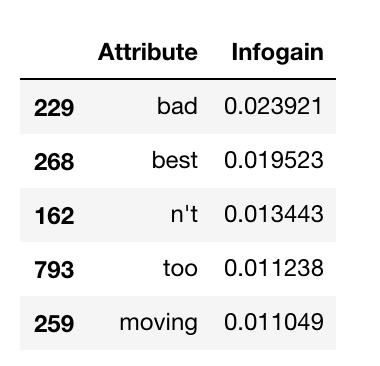 Attribute Infogain
229 bad 0.023921
268 best 0.019523
162 n't 0.013443
793 too 0.011238
259 moving 0.011049